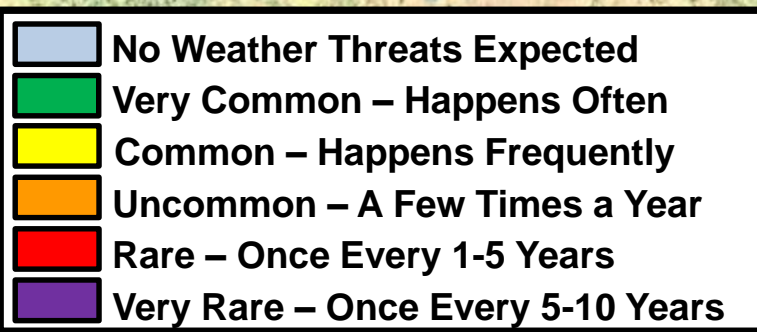 No Weather Threats Expected
Very Common – Happens Often
Common – Happens Frequently
Uncommon – A Few Times a Year
Rare – Once Every 1-5 Years
Very Rare – Once Every 5-10 Years